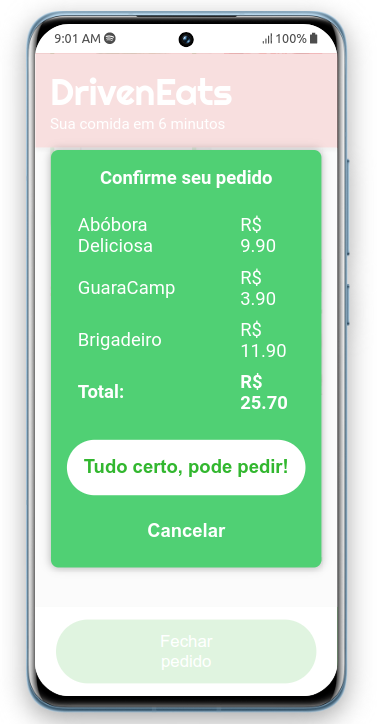 9:01 AM 100%
DrivenEats
Sua comida em 6 minutos
Confirme seu pedido
Abóbora
Deliciosa
R$
9.90
GuaraCamp
R$
3.90
Brigadeiro
R$
11.90
Total:
R$
25.70
Tudo certo, pode pedir!
Cancelar
Fechar
pedido